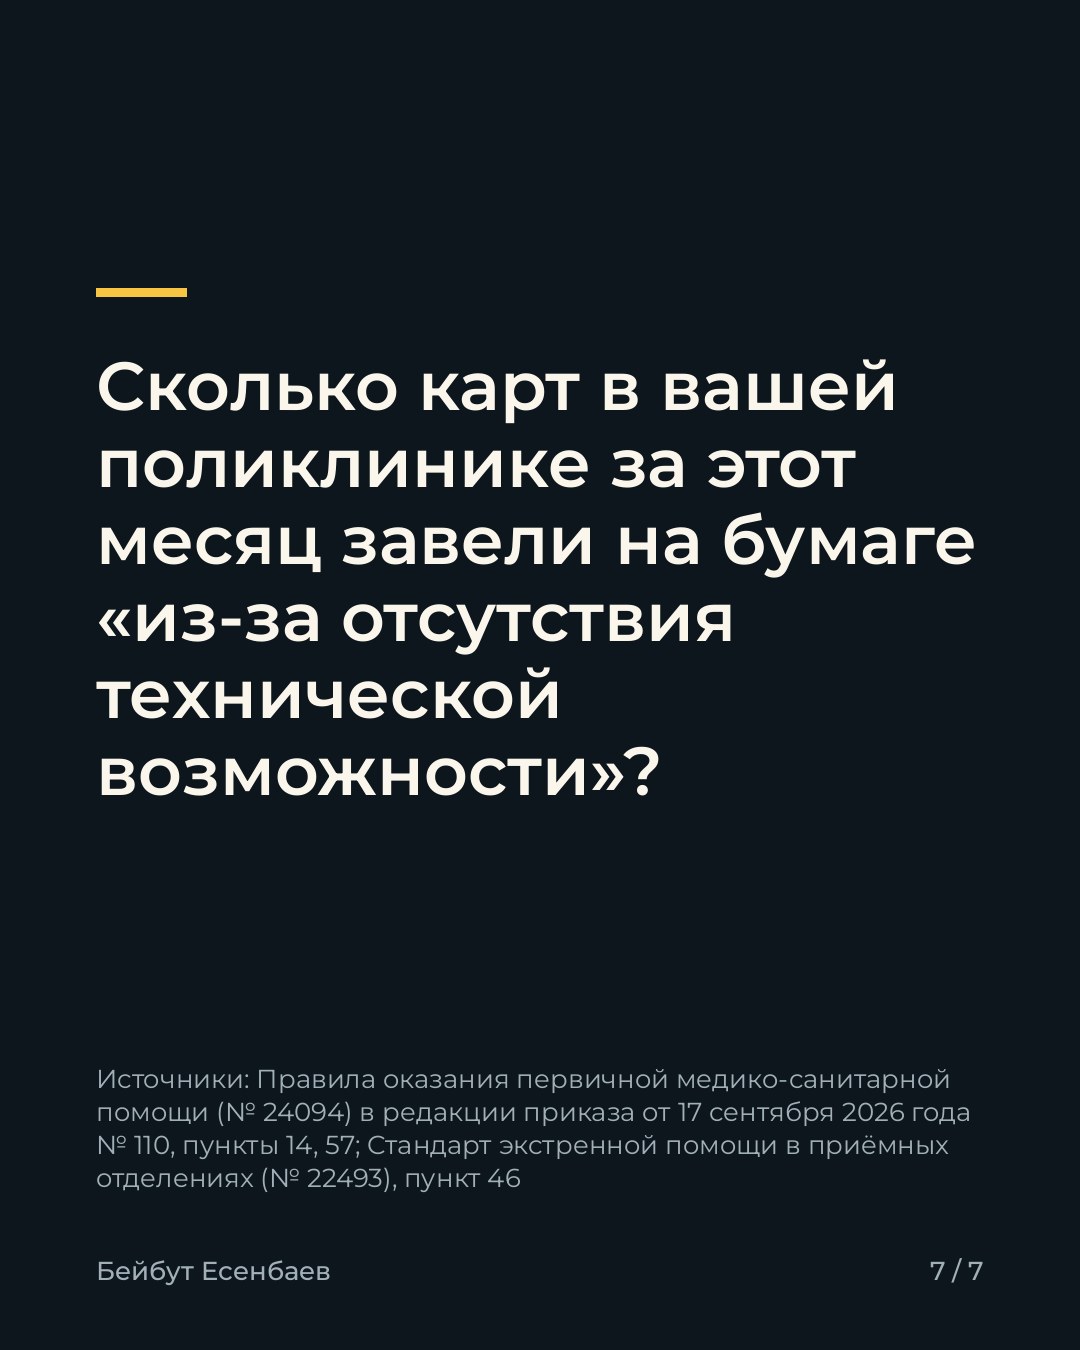 Сколько карт в вашей
поликлинике за этот
месяц завели на бумаге
«из-за отсутствия
технической
возможности»?
Источники: Правила оказания первичной медико-санитарной
помощи (№ 24094) в редакции приказа от 17 сентября 2026 года
№ 110, пункты 14, 57; Стандарт экстренной помощи в приёмных
отделениях (№ 22493), пункт 46
Бейбут Есенбаев
7 / 7